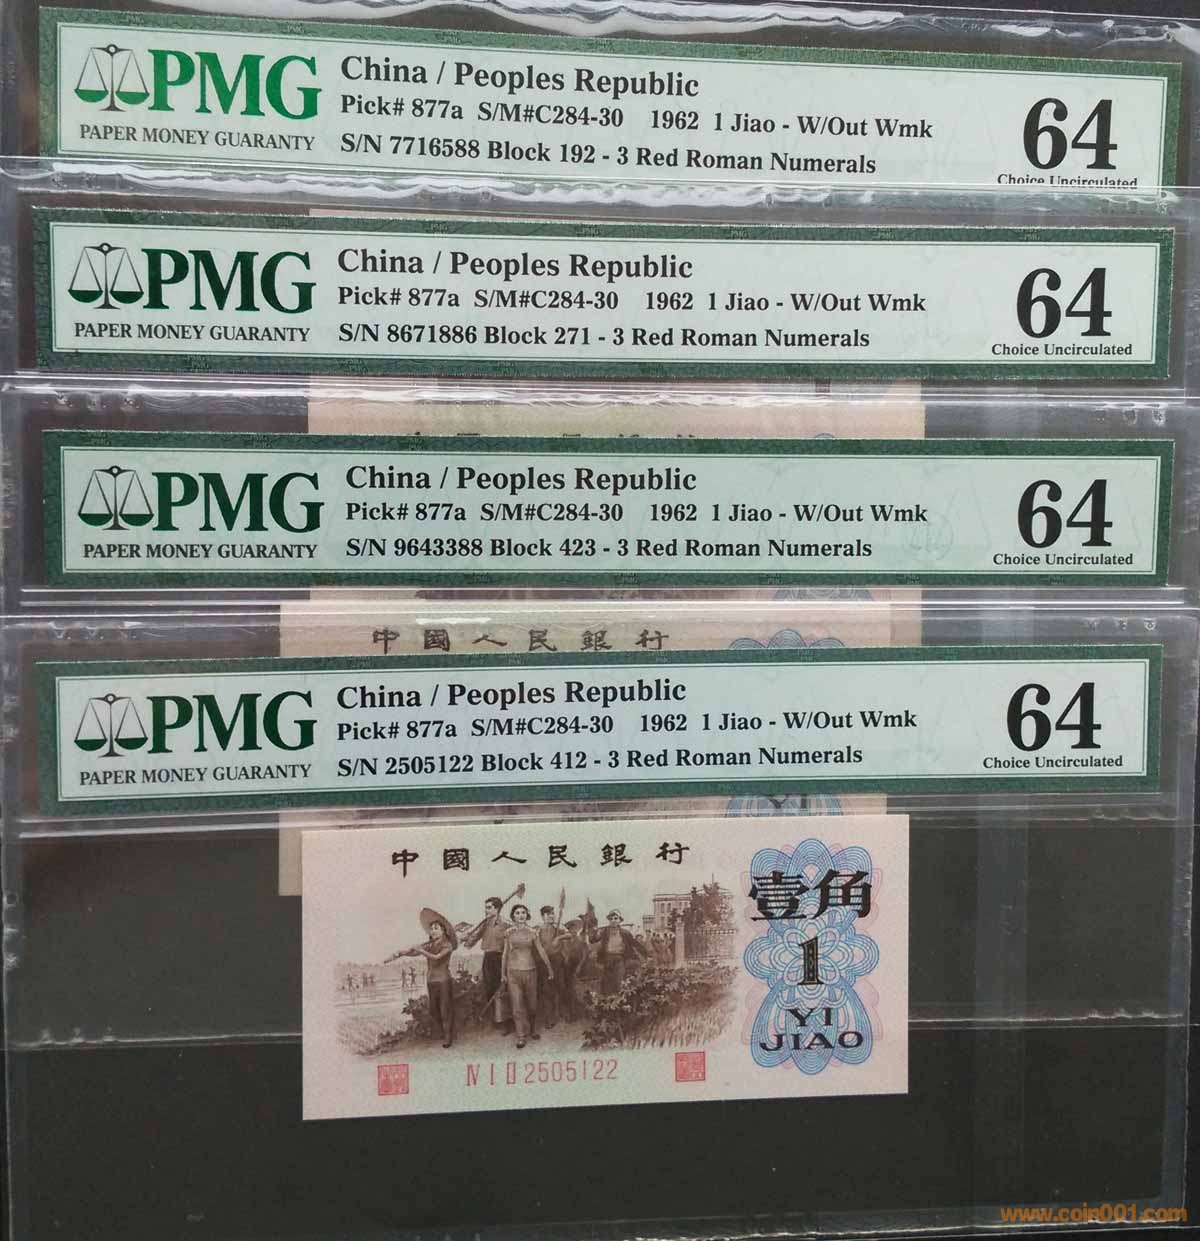 PMG
PAPER MONEY GUARANTY
China / Peoples Republic
Pick# 877a S/M#C284-30 1962 1 Jiao - W/Out Wmk
S/N 7716588 Block 192 - 3 Red Roman Numerals
64
Choice Uncirculated
PMG
PAPER MONEY GUARANTY
China / Peoples Republic
Pick# 877a S/M#C284-30 1962 1 Jiao - W/Out Wmk
S/N 8671886 Block 271 - 3 Red Roman Numerals
64
Choice Uncirculated
PMG
PAPER MONEY GUARANTY
China / Peoples Republic
Pick# 877a S/M#C284-30 1962 1 Jiao - W/Out Wmk
S/N 9643388 Block 423 - 3 Red Roman Numerals
64
Choice Uncirculated
中國人民銀行
PMG
PAPER MONEY GUARANTY
China / Peoples Republic
Pick# 877a S/M#C284-30 1962 1 Jiao - W/Out Wmk
S/N 2505122 Block 412 - 3 Red Roman Numerals
64
Choice Uncirculated
YI
中國人民銀行
壹角
1
YI
JIAO
IV I II 2505122
www.coin001.com